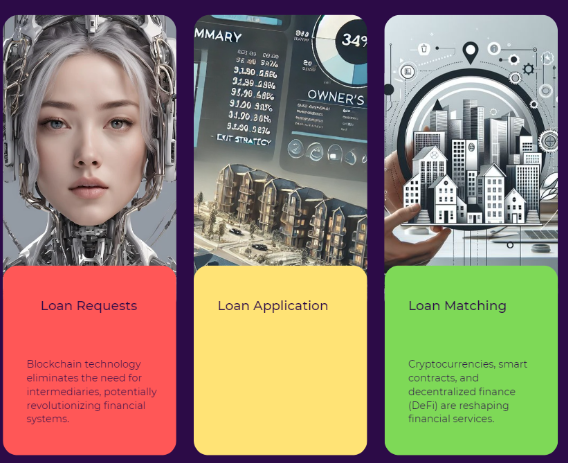 MMARY
34%
OWNER'S
- EXIT STRATEGY
Loan Requests
Blockchain technology
eliminates the need for
intermediaries, potentially
revolutionizing financial
systems.
Loan Application
Loan Matching
Cryptocurrencies, smart
contracts, and
decentralized finance
(DeFi) are reshaping
financial services.